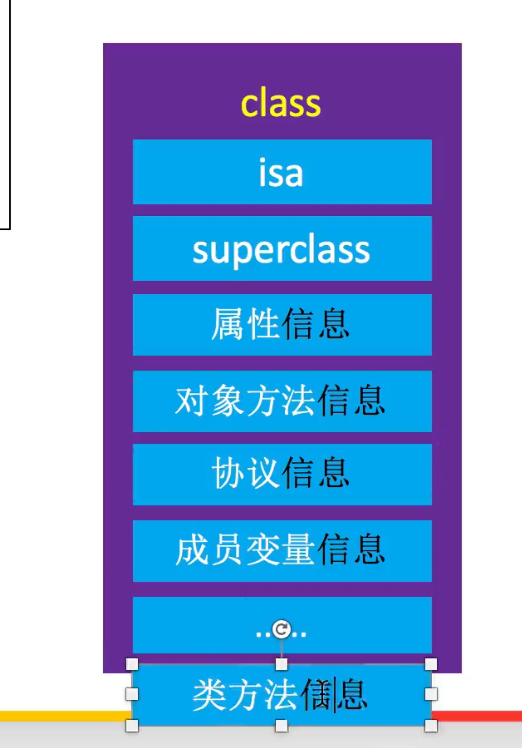 class
isa
superclass
属性信息
对象方法信息
协议信息
成员变量信息
.....
类方法信息